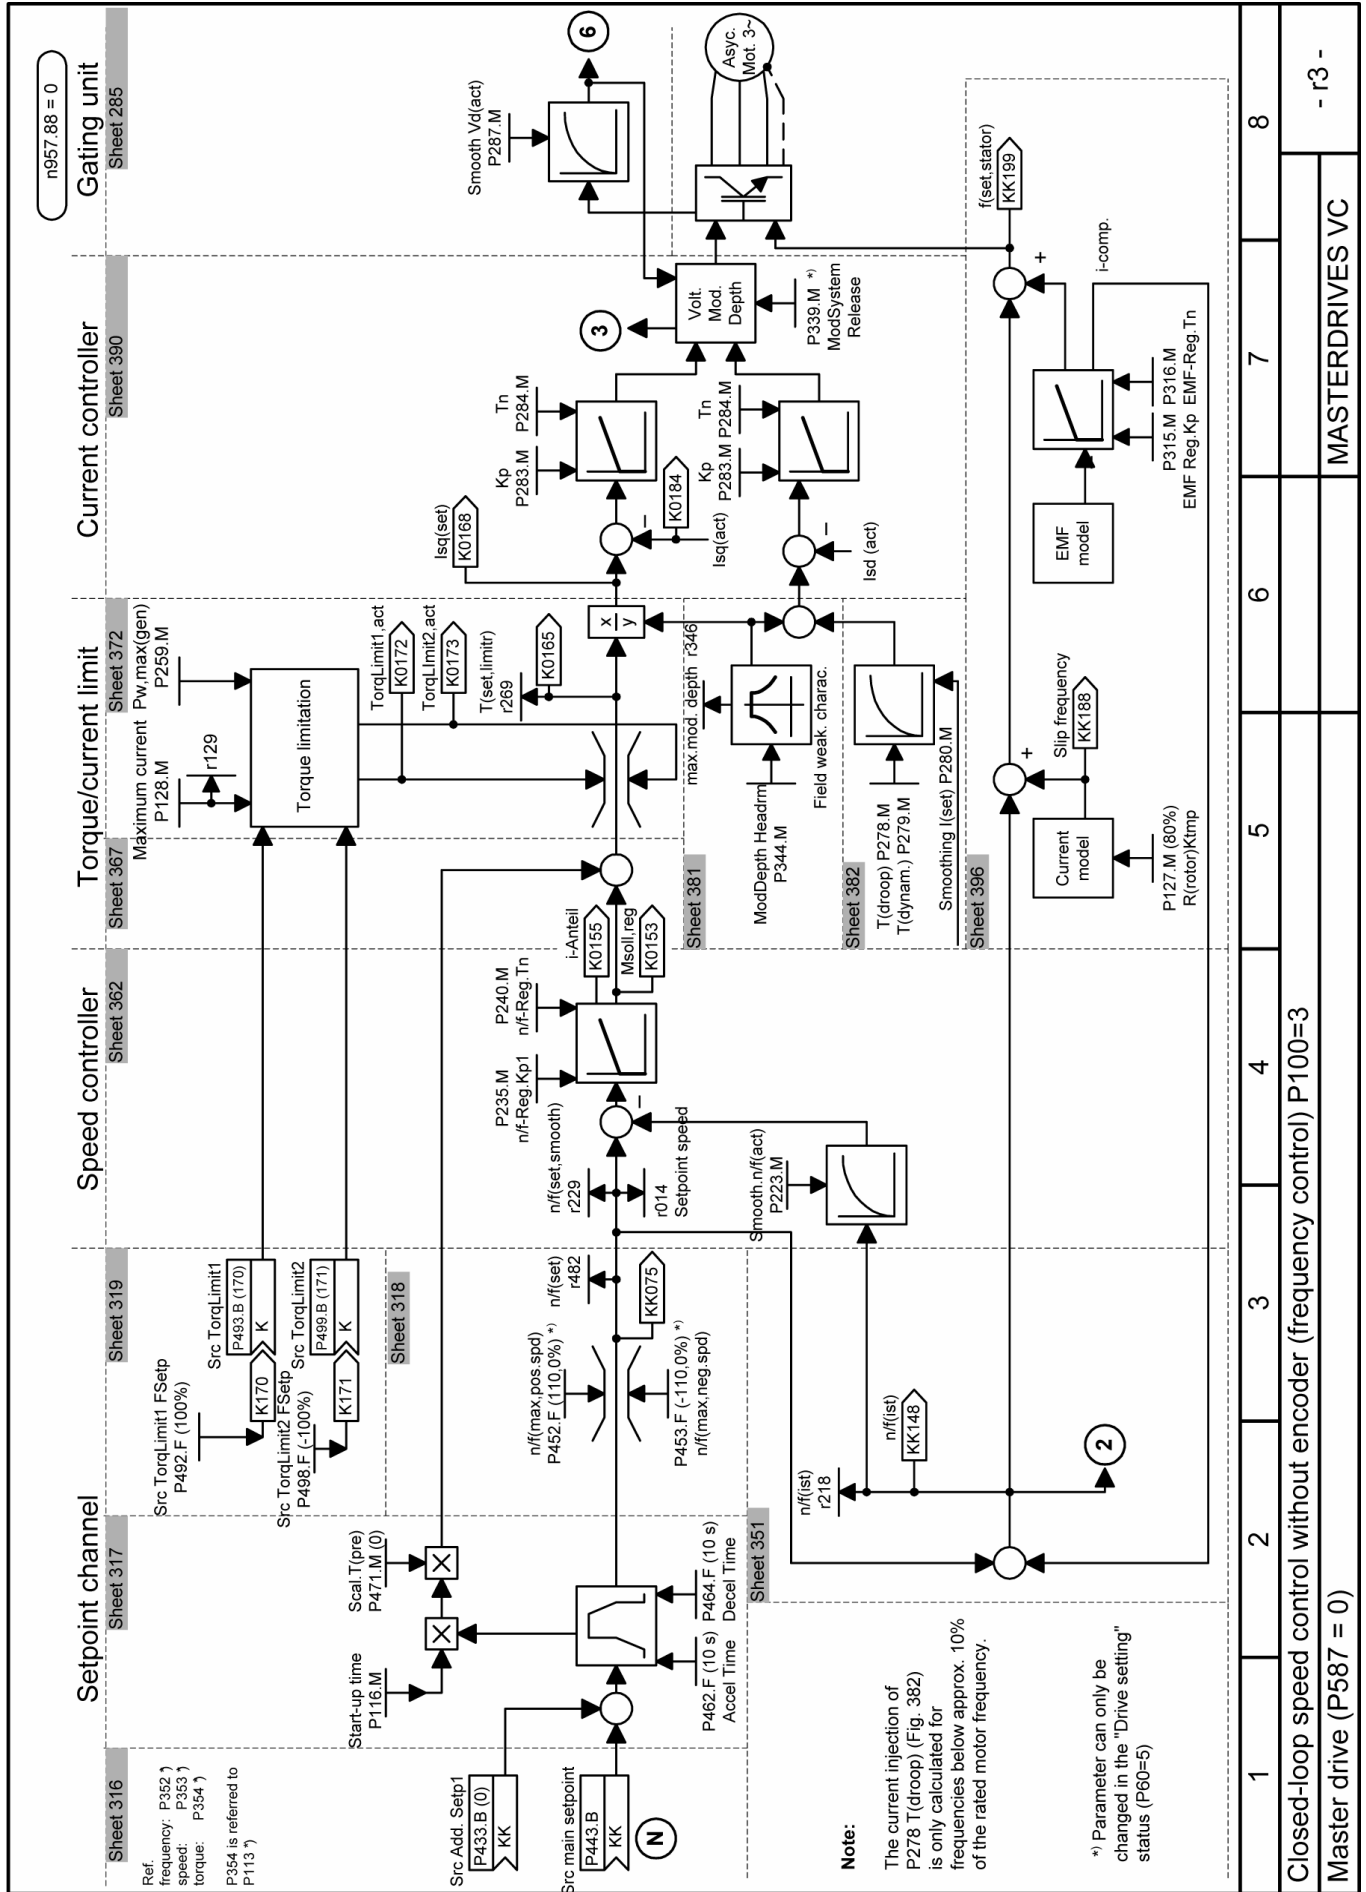 n957.88 = 0
Setpoint channel
Speed controller
Torque/current limit
Current controller
Gating unit
Sheet 316
Sheet 317
Sheet 319
Sheet 362
Sheet 367
Sheet 372
Sheet 390
Sheet 285
Ref.
frequency: P352 *)
speed: P353 *)
torque: P354 *)
P354 is referred to
P113 *)
Src Add. Setp1
P433.B (0)
KK
Src main setpoint
P443.B
KK
N
Start-up time
P116.M
Scal.T(pre)
P471.M (0)
P462.F (10 s)
Accel Time
P464.F (10 s)
Decel Time
Src TorqLimit1 FSetp
P492.F (100%)
K170
Src TorqLimit1
P493.B (170)
K
Src TorqLimit2 FSetp
P498.F (-100%)
K171
Src TorqLimit2
P499.B (171)
K
Sheet 318
n/f(max,pos.spd)
P452.F (110,0%) *)
P453.F (-110,0%) *)
n/f(max,neg.spd)
n/f(set)
r482
KK075
n/f(set,smooth)
r229
r014
Setpoint speed
P235.M
n/f-Reg.Kp1
P240.M
n/f-Reg.Tn
i-Anteil
K0155
Msoll,reg
K0153
Smooth.n/f(act)
P223.M
Sheet 351
n/f(ist)
r218
n/f(ist)
KK148
2
Maximum current
P128.M
r129
Pw,max(gen)
P259.M
Torque limitation
TorqLimit1,act
K0172
TorqLImit2,act
K0173
T(set,limitr)
r269
K0165
x
y
Sheet 381
max.mod. depth r346
ModDepth Headrm
P344.M
Field weak. charac.
Sheet 382
T(droop) P278.M
T(dynam.) P279.M
Smoothing I(set) P280.M
Sheet 396
Isq(set)
K0168
Kp
P283.M
Tn
P284.M
K0184
Isq(act)
Kp
P283.M
Tn
P284.M
Isd (act)
3
Volt.
Mod.
Depth
P339.M *)
ModSystem
Release
Smooth Vd(act)
P287.M
6
Asyc.
Mot. 3~
f(set,stator)
KK199
i-comp.
Slip frequency
KK188
Current
model
P127.M (80%)
R(rotor)Ktmp
EMF
model
P315.M
EMF Reg.Kp
P316.M
EMF-Reg.Tn
Note:
The current injection of
P278 T(droop) (Fig. 382)
is only calculated for
frequencies below approx. 10%
of the rated motor frequency.
*) Parameter can only be
changed in the "Drive setting"
status (P60=5)
1 2 3 4 5 6 7 8
Closed-loop speed control without encoder (frequency control) P100=3
Master drive (P587 = 0)
MASTERDRIVES VC
- r3 -